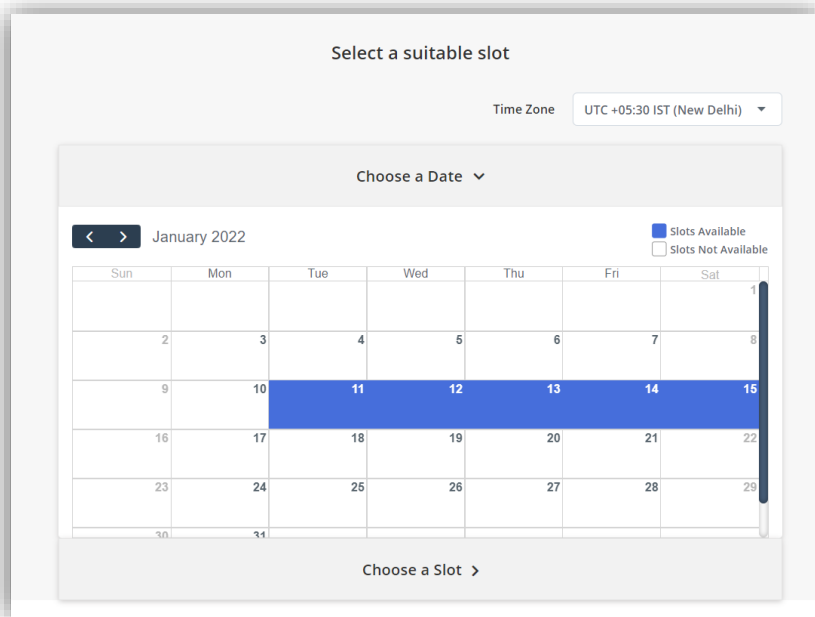 Select a suitable slot
Time Zone UTC +05:30 IST (New Delhi)
Choose a Date
January 2022
Slots Available
Slots Not Available
Sun Mon Tue Wed Thu Fri Sat
1
2 3 4 5 6 7 8
9 10 11 12 13 14 15
16 17 18 19 20 21 22
23 24 25 26 27 28 29
30 31
Choose a Slot